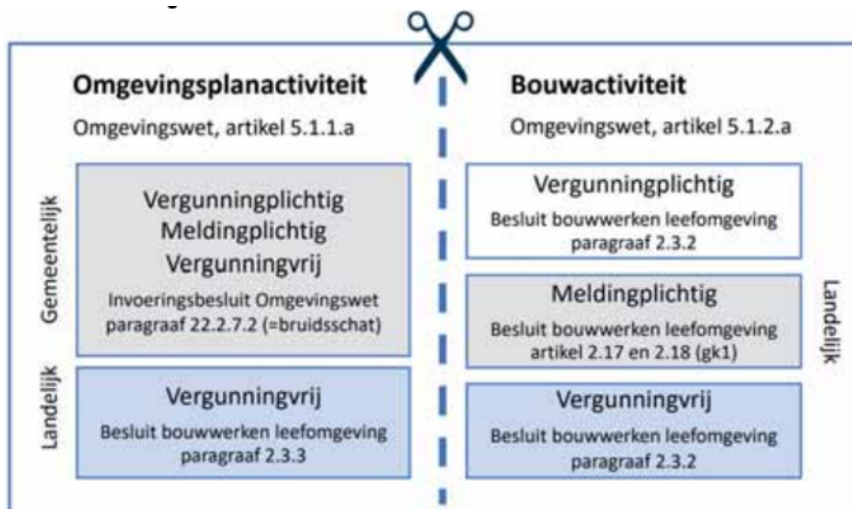 Omgevingsplanactiviteit
Omgevingswet, artikel 5.1.1.a
Gemeentelijk
Vergunningplichtig
Meldingplichtig
Vergunningvrij
Invoeringsbesluit Omgevingswet
paragraaf 22.2.7.2 (=bruidsschat)
Landelijk
Vergunningvrij
Besluit bouwwerken leefomgeving
paragraaf 2.3.3
Bouwactiviteit
Omgevingswet, artikel 5.1.2.a
Vergunningplichtig
Besluit bouwwerken leefomgeving
paragraaf 2.3.2
Meldingplichtig
Besluit bouwwerken leefomgeving
artikel 2.17 en 2.18 (gk1)
Vergunningvrij
Besluit bouwwerken leefomgeving
paragraaf 2.3.2
Landelijk